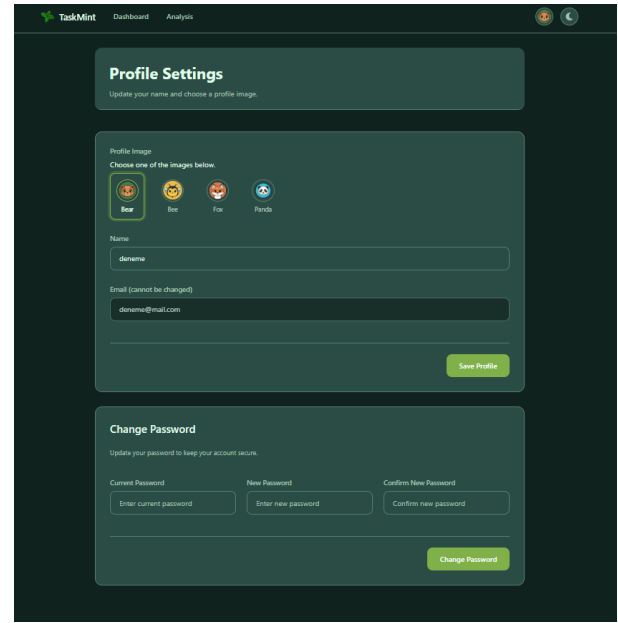 TaskMint Dashboard Analysis
Profile Settings
Update your name and choose a profile image.
Profile Image
Choose one of the images below.
Bear Bee Fox Panda
Name
deneme
Email (cannot be changed)
deneme@mail.com
Save Profile
Change Password
Update your password to keep your account secure.
Current Password New Password Confirm New Password
Enter current password Enter new password Confirm new password
Change Password